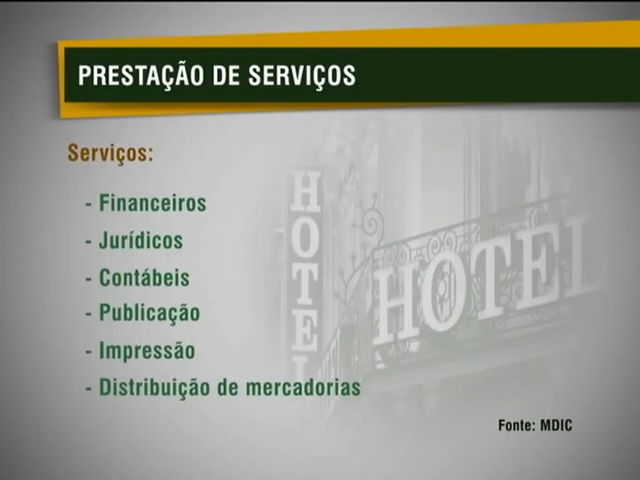 PRESTAÇÃO DE SERVIÇOS
Serviços:
- Financeiros
- Jurídicos
- Contábeis
- Publicação
- Impressão
- Distribuição de mercadorias
HOTEL
HOTEL
Fonte: MDIC